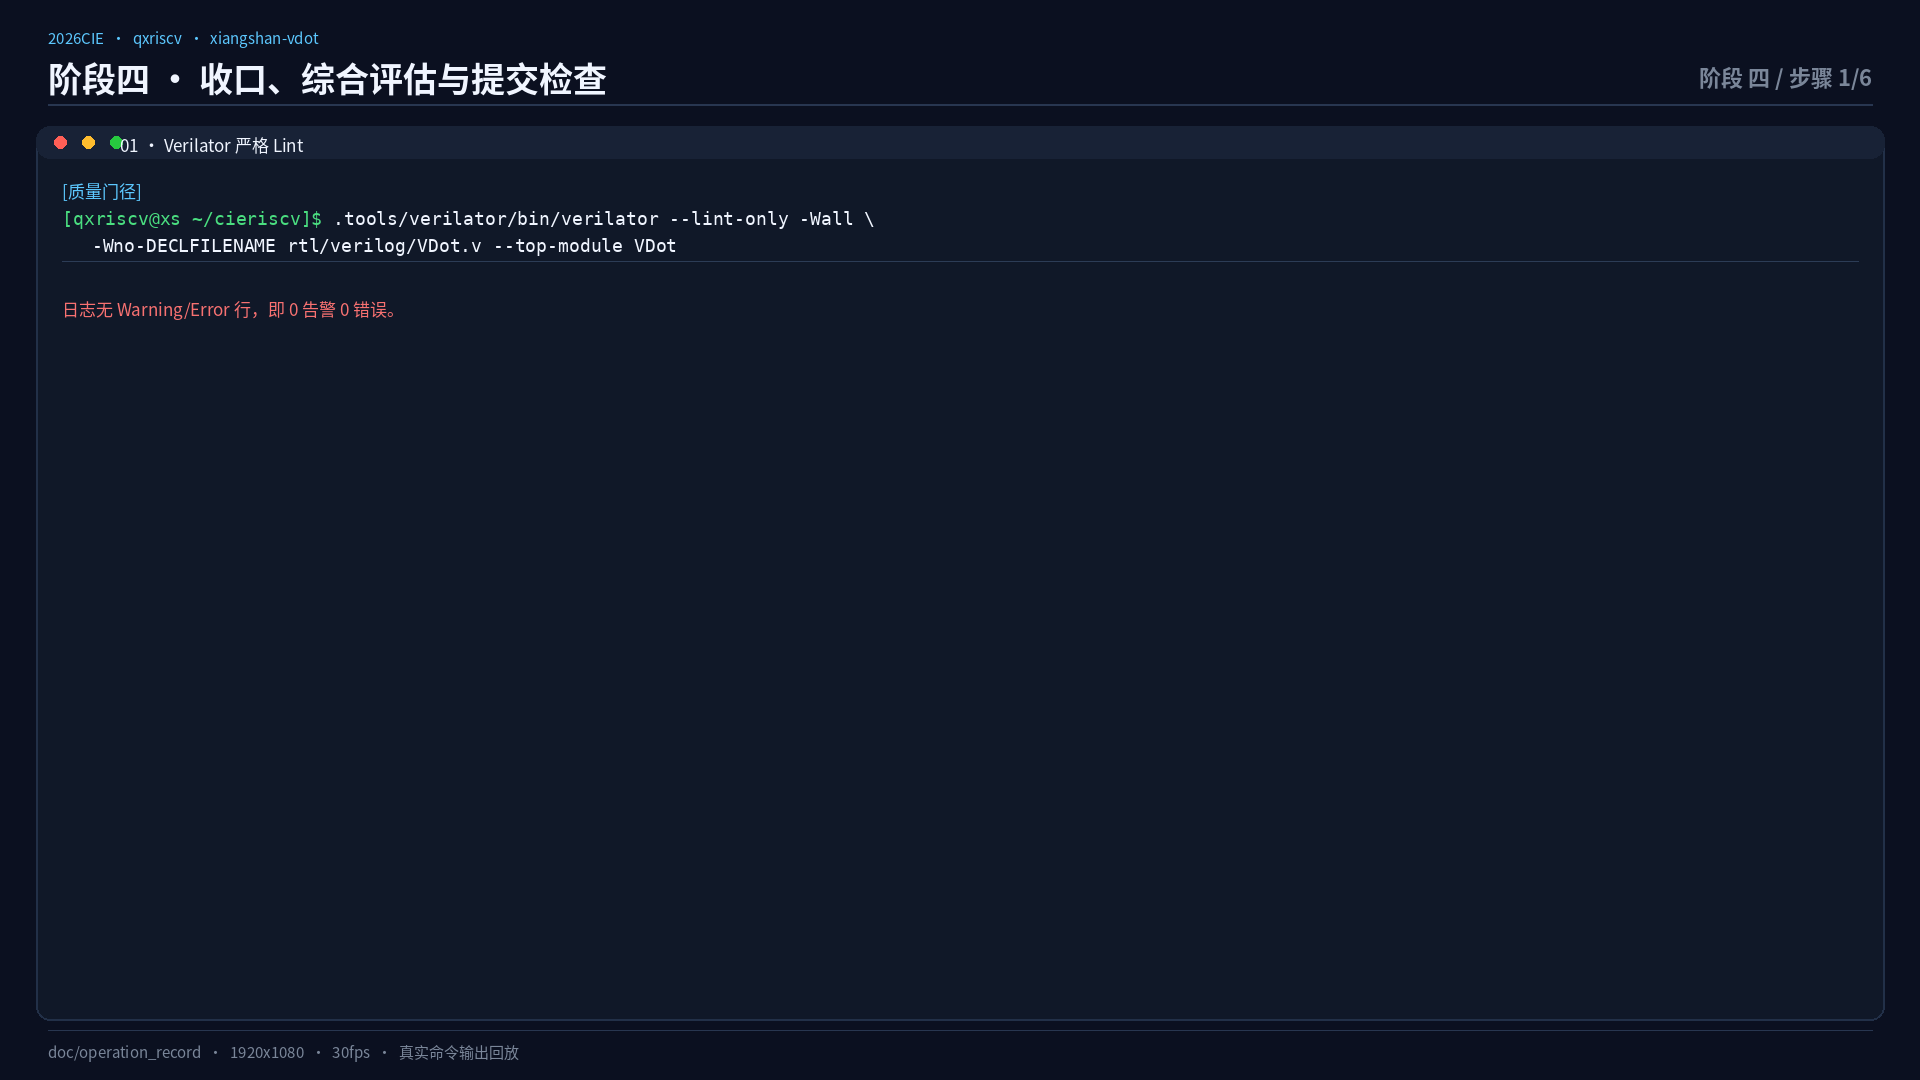 2026CIE · qxriscv · xiangshan-vdot
阶段四 · 收口、综合评估与提交检查
阶段 四 / 步骤 1/6
01 · Verilator 严格 Lint
[质量门径]
[qxriscv@xs ~/cieriscv]$ .tools/verilator/bin/verilator --lint-only -Wall \
-Wno-DECLFILENAME rtl/verilog/VDot.v --top-module VDot
日志无 Warning/Error 行，即 0 告警 0 错误。
doc/operation_record · 1920x1080 · 30fps · 真实命令输出回放